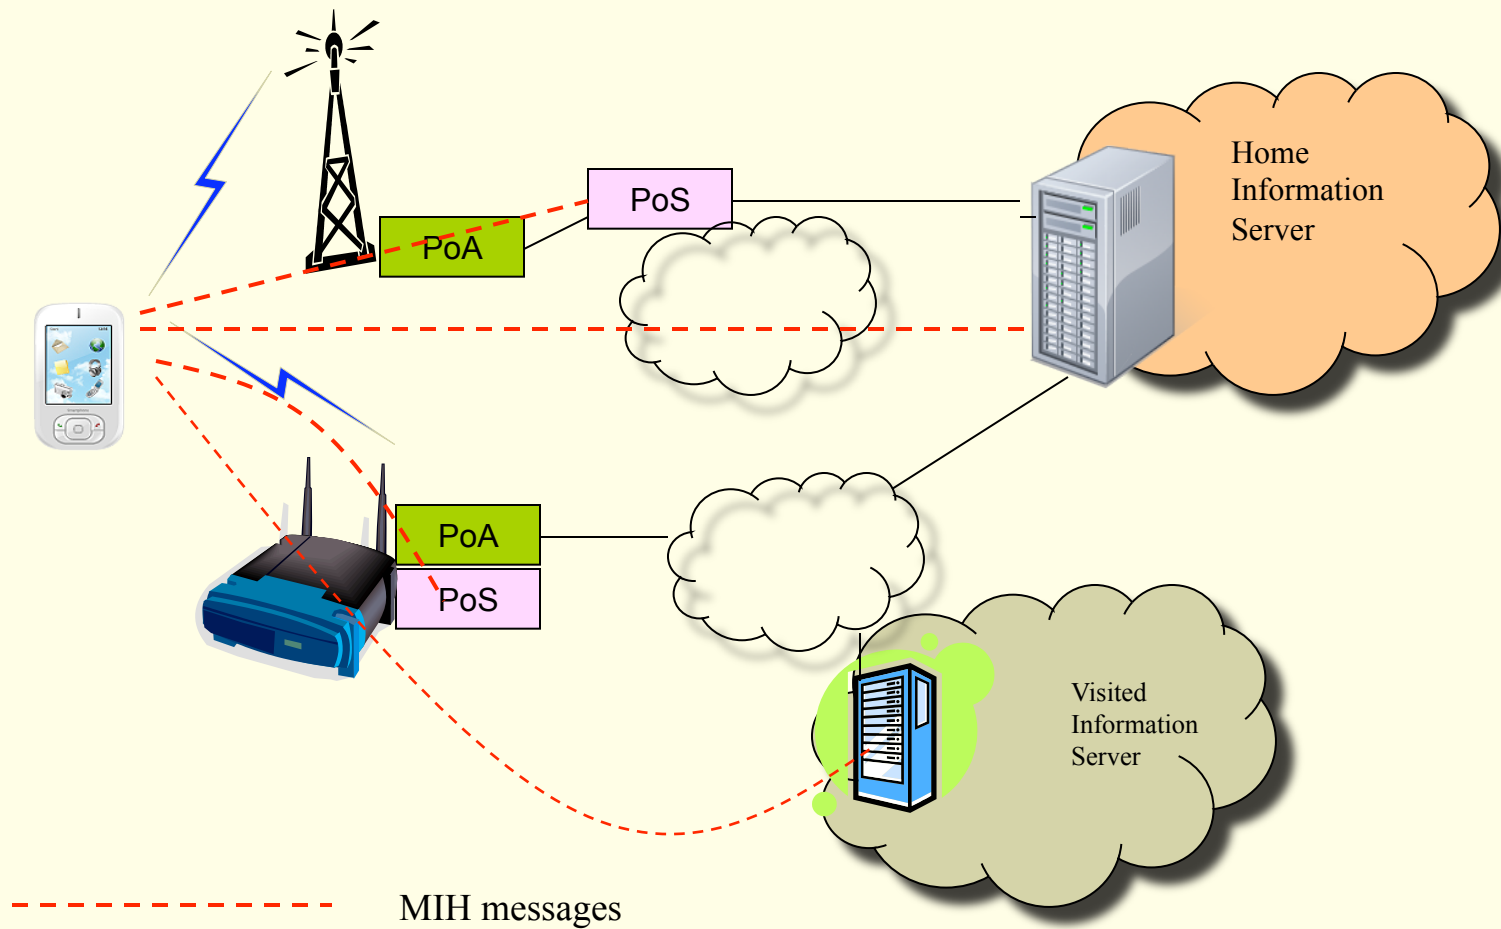 PoS
PoA
Home
Information
Server
PoA
PoS
Visited
Information
Server
MIH messages